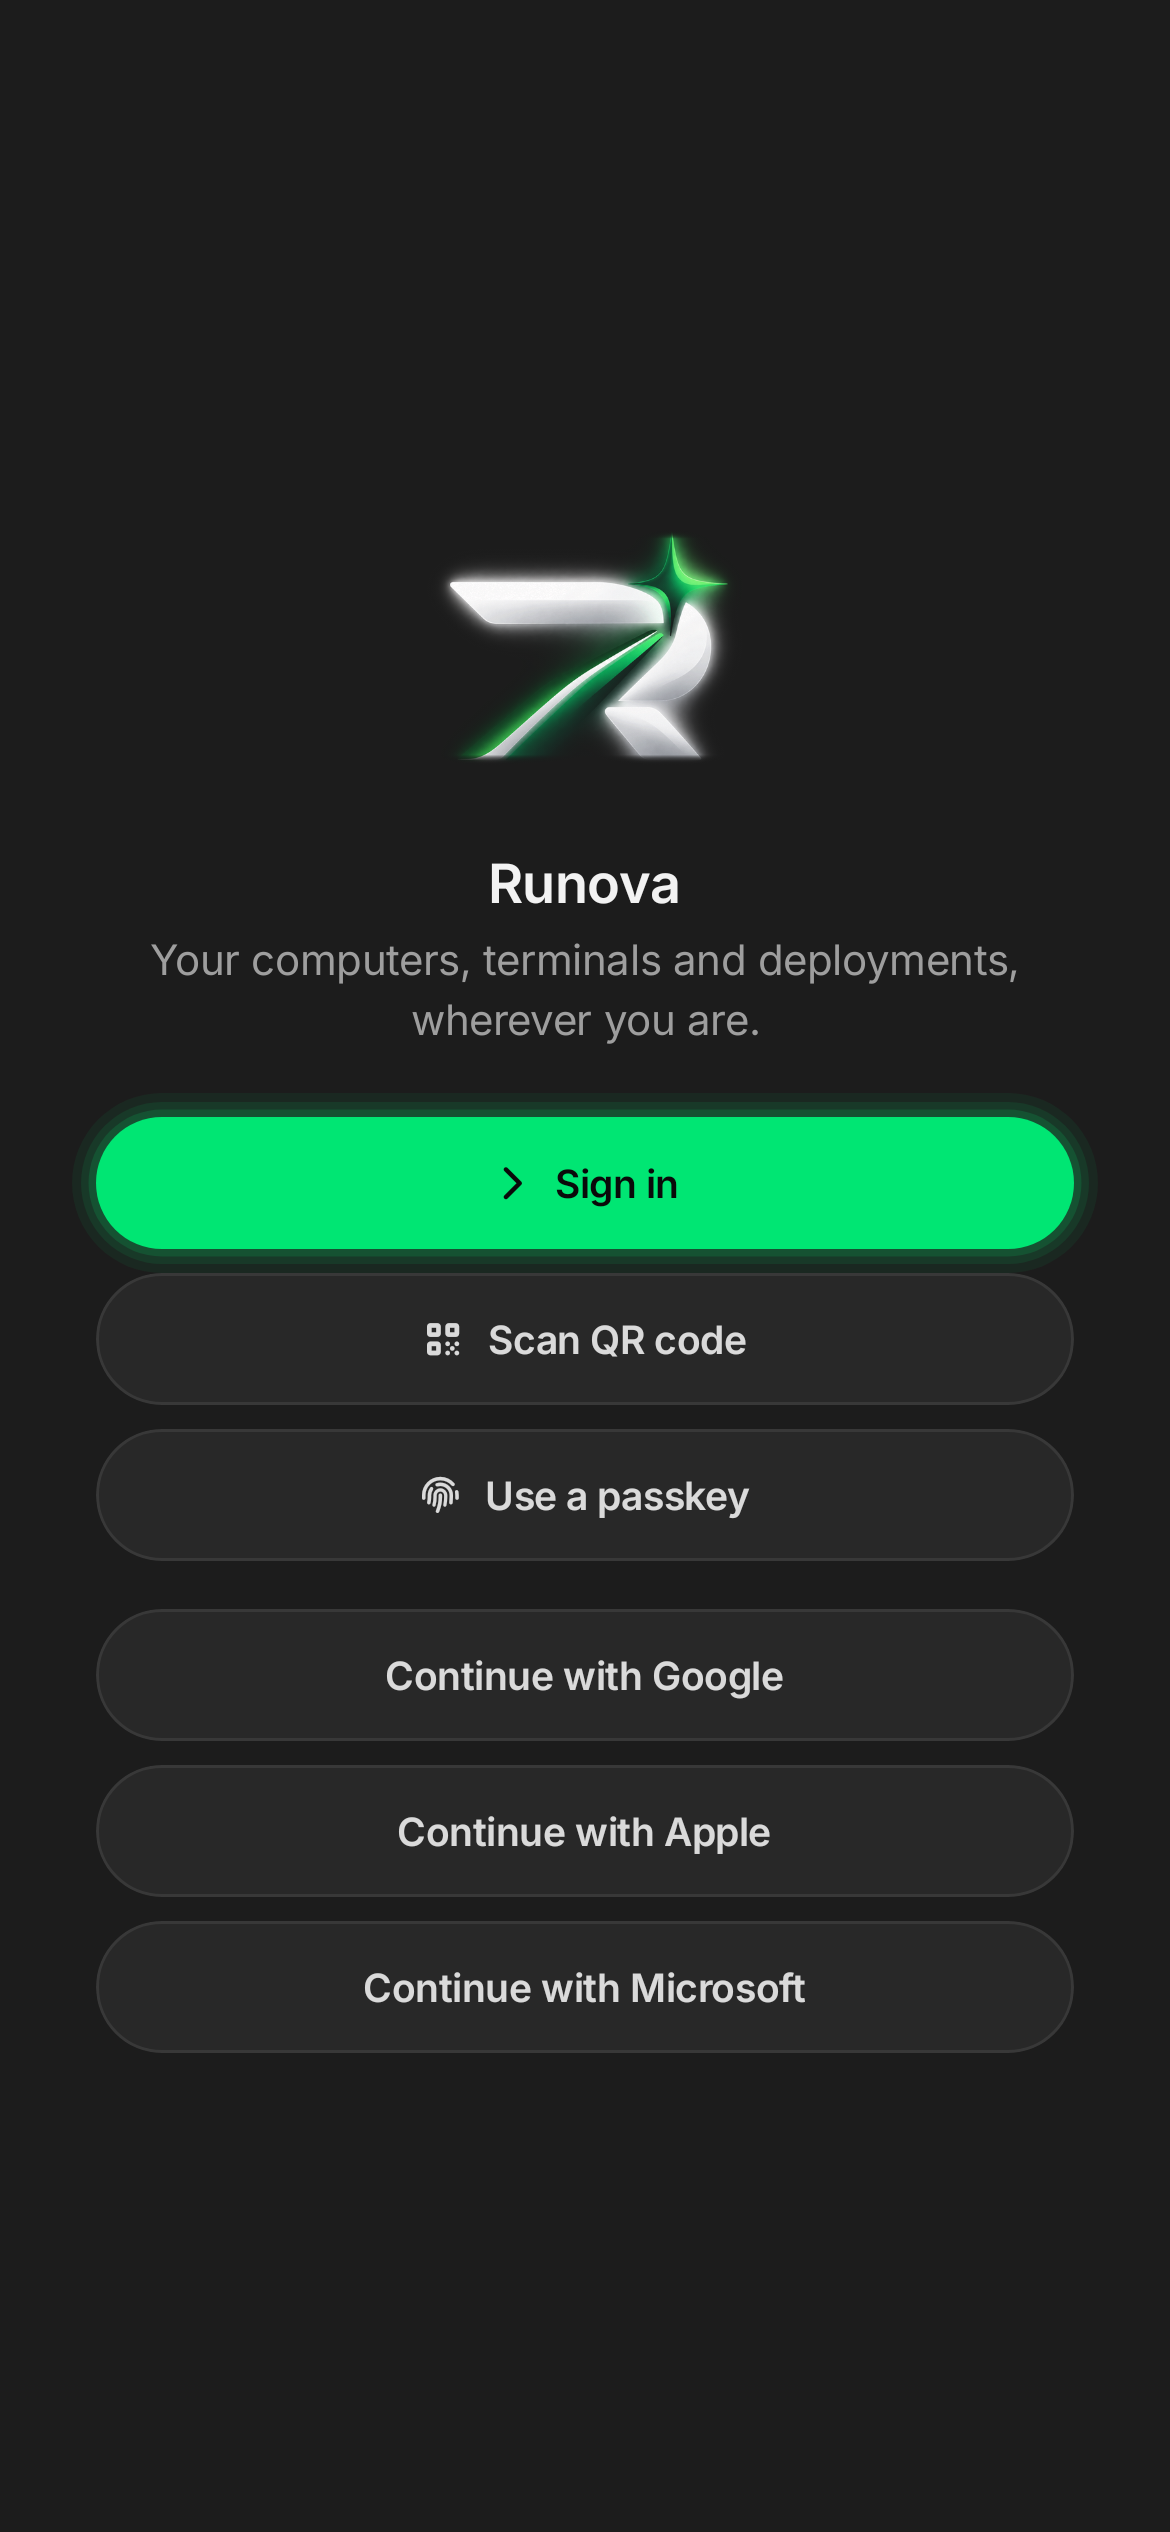 Runova
Your computers, terminals and deployments,
wherever you are.
Sign in
Scan QR code
Use a passkey
Continue with Google
Continue with Apple
Continue with Microsoft